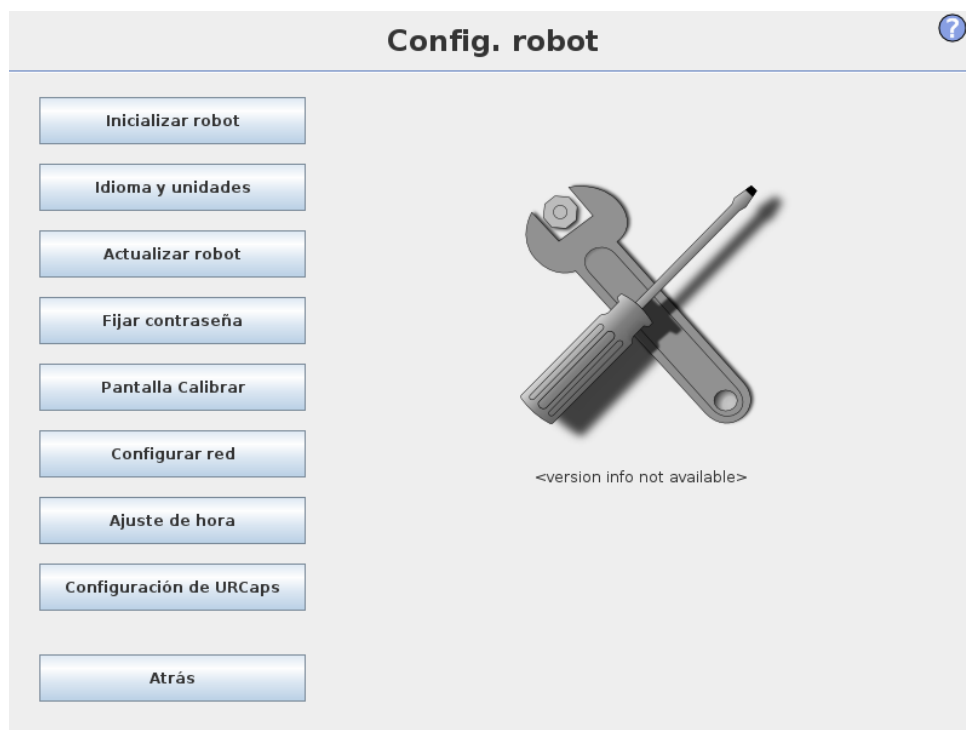 Config. robot
?
Inicializar robot
Idioma y unidades
Actualizar robot
Fijar contraseña
Pantalla Calibrar
Configurar red
Ajuste de hora
Configuración de URCaps
Atrás
<version info not available>